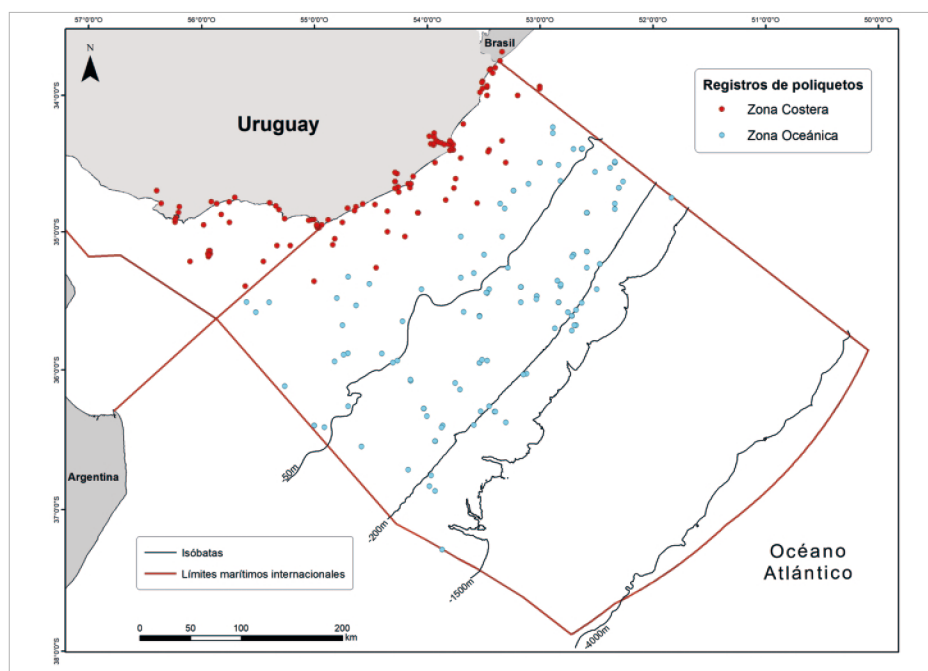 57°0'0"O 56°0'0"O 55°0'0"O 54°0'0"O 53°0'0"O 52°0'0"O 51°0'0"O 50°0'0"O
Brasil
N
Registros de poliquetos
Zona Costera
Zona Oceánica
34°0'0"S
Uruguay
35°0'0"S
36°0'0"S
Argentina
-50m
37°0'0"S
-200m
Isóbatas
Límites marítimos internacionales
Océano
Atlántico
-1500m
-4000m
0 50 100 200
km
38°0'0"S